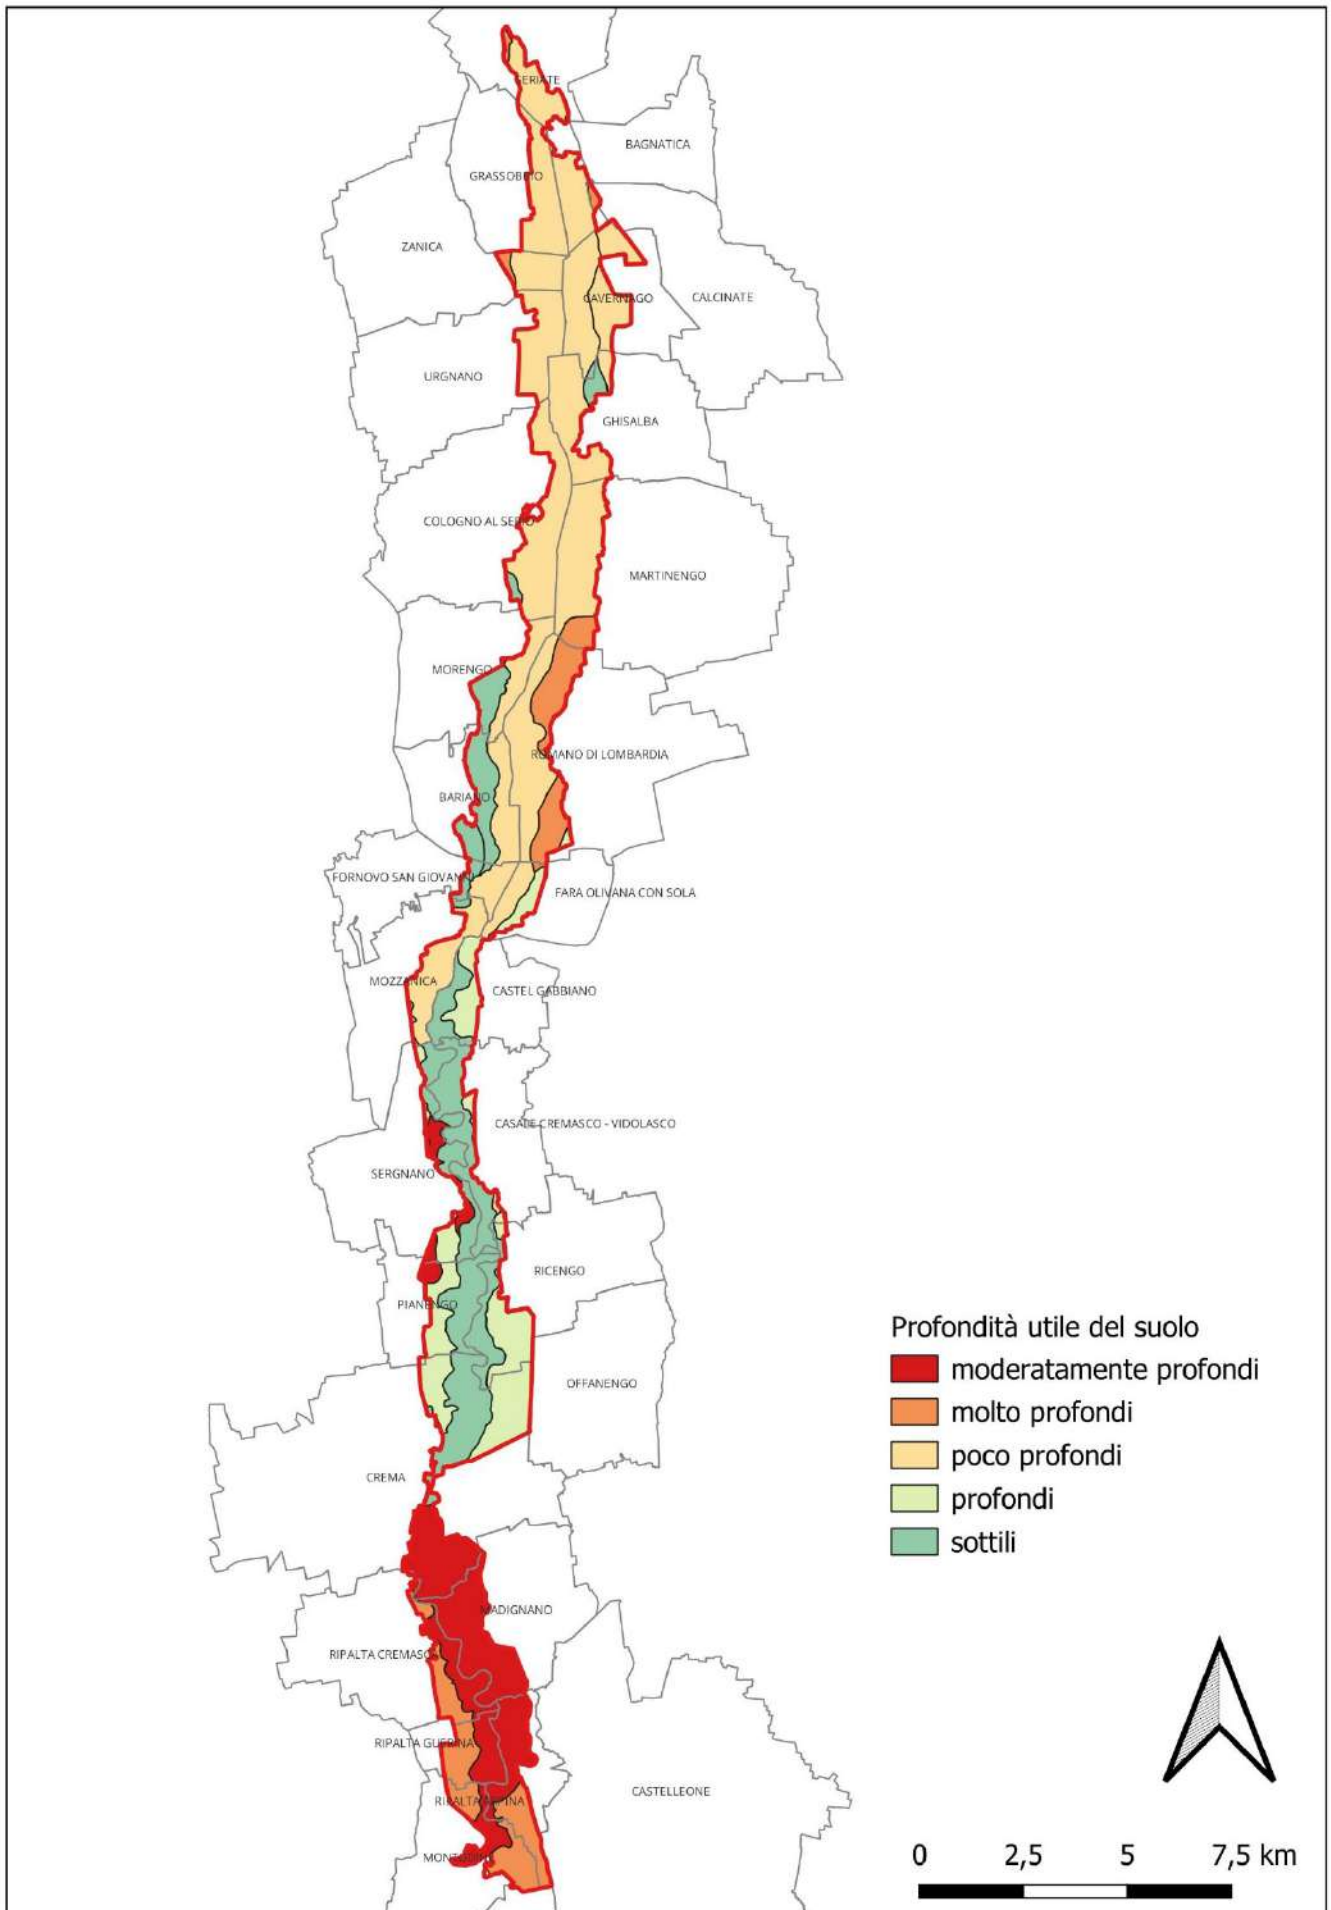 SERIATE
BAGNATICA
GRASSOBBIO
ZANICA
CAVERNAGO
CALCINATE
URGNANO
GHISALBA
COLOGNO AL SERIO
MARTINENGO
MORENGO
ROMANO DI LOMBARDIA
BARIANO
FORNOVO SAN GIOVANNI
FARA OLIVANA CON SOLA
MOZZANICA
CASTEL GABBIANO
CASALE CREMASCO - VIDOLASCO
SERGNANO
RICENGO
PIANENGO
Profondità utile del suolo
moderatamente profondi
OFFANENGO
molto profondi
poco profondi
CREMA
profondi
sottili
MADIGNANO
RIPALTA CREMASCA
RIPALTA GUERINA
CASTELLEONE
RIPALTA ARPINA
MONTODINE
0 2,5 5 7,5 km